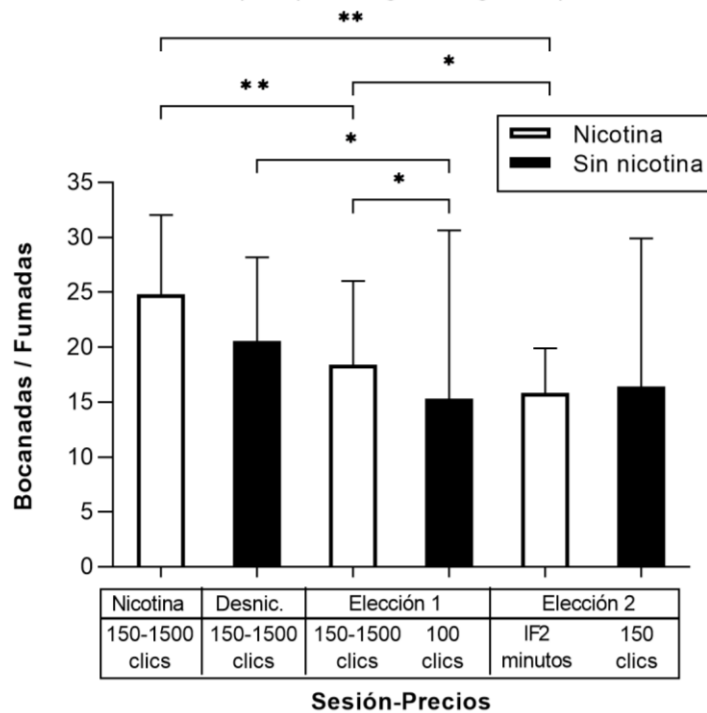 **
*
**
*
*
Nicotina
Sin nicotina
35
30
25
20
15
10
5
0
Bocanadas / Fumadas
Nicotina Desnic. Elección 1 Elección 2
150-1500 150-1500 150-1500 100 IF2 150
clics clics clics clics minutos clics
Sesión-Precios